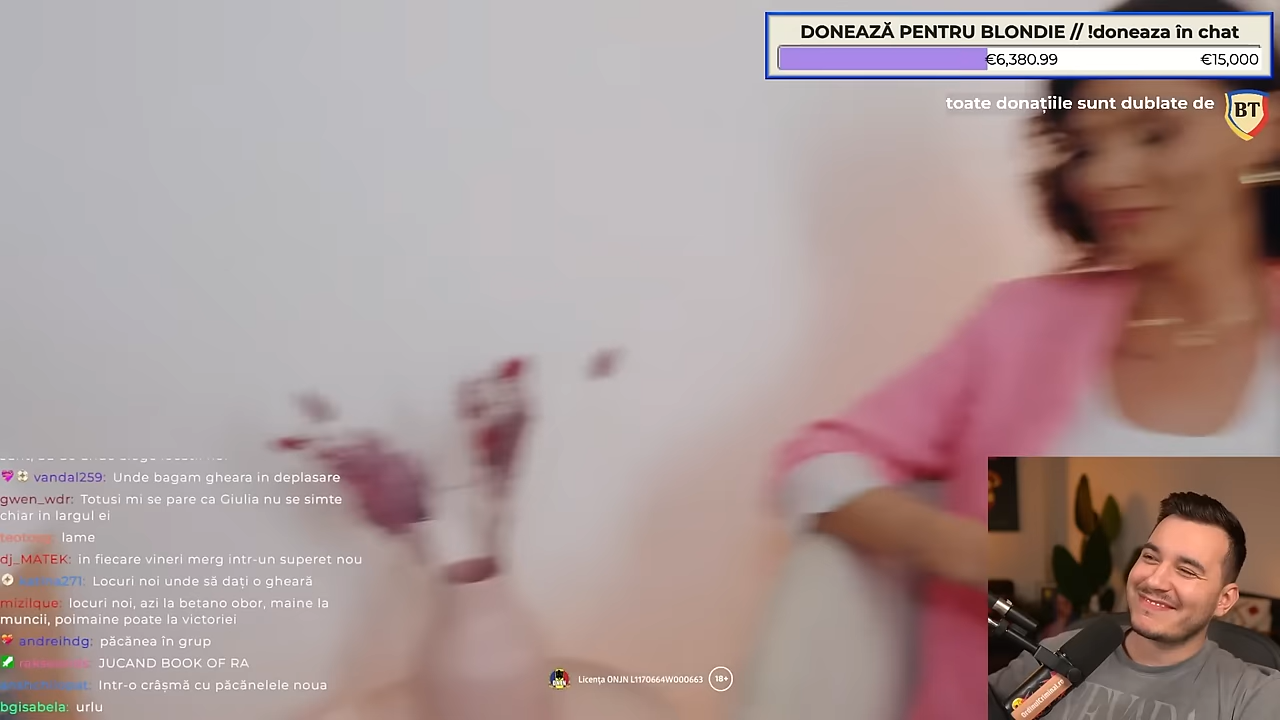 DONEAZĂ PENTRU BLONDIE // !doneaza în chat
€6,380.99 €15,000
toate donațiile sunt dublate de BT
vandal259: Unde bagam gheara in deplasare
gwen_wdr: Totusi mi se pare ca Giulia nu se simte
chiar in largul ei
lame
dj_MATEK: in fiecare vineri merg intr-un superet nou
Locuri noi unde să dați o gheară
mizilque: locuri noi, azi la betano obor, maine la
muncii, poimaine poate la victoriei
andreihdg: păcănea în grup
JUCAND BOOK OF RA
Intr-o crâșmă cu păcănelele noua
bgisabela: urlu
Licența ONJN L1170664W000663 18+
OrdinulCriminal.ro